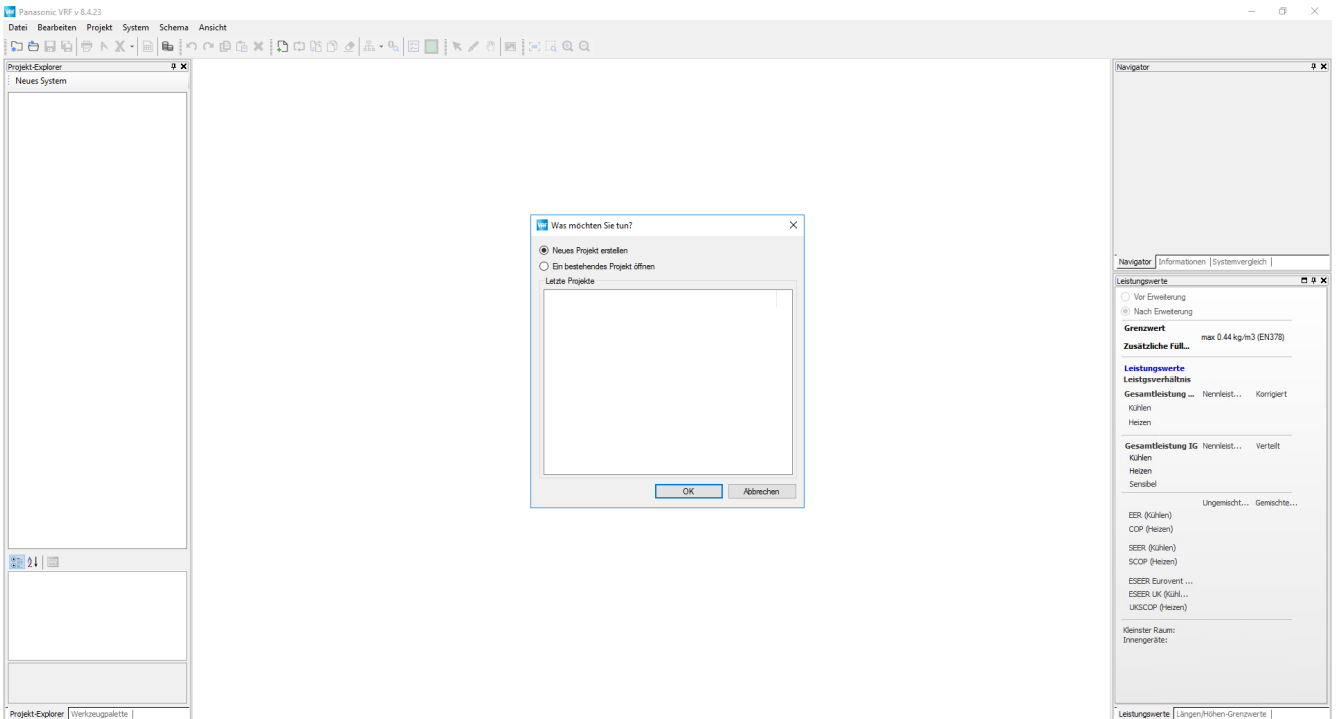 Panasonic VRF v 8.4.23
Datei Bearbeiten Projekt System Schema Ansicht
Projekt-Explorer
Neues System
Projekt-Explorer Werkzeugpalette
Was möchten Sie tun?
Neues Projekt erstellen
Ein bestehendes Projekt öffnen
Letzte Projekte
OK Abbrechen
Navigator
Navigator Informationen Systemvergleich
Leistungswerte
Vor Erweiterung
Nach Erweiterung
Grenzwert
max 0.44 kg/m3 (EN378)
Zusätzliche Füll...
Leistungswerte
Leistgsverhältnis
Gesamtleistung ... Nennleist... Korrigiert
Kühlen
Heizen
Gesamtleistung IG Nennleist... Verteilt
Kühlen
Heizen
Sensibel
Ungemischt... Gemischte...
EER (Kühlen)
COP (Heizen)
SEER (Kühlen)
SCOP (Heizen)
ESEER Eurovent ...
ESEER UK (Kühl...
UKSCOP (Heizen)
Kleinster Raum:
Innengeräte:
Leistungswerte Längen/Höhen-Grenzwerte